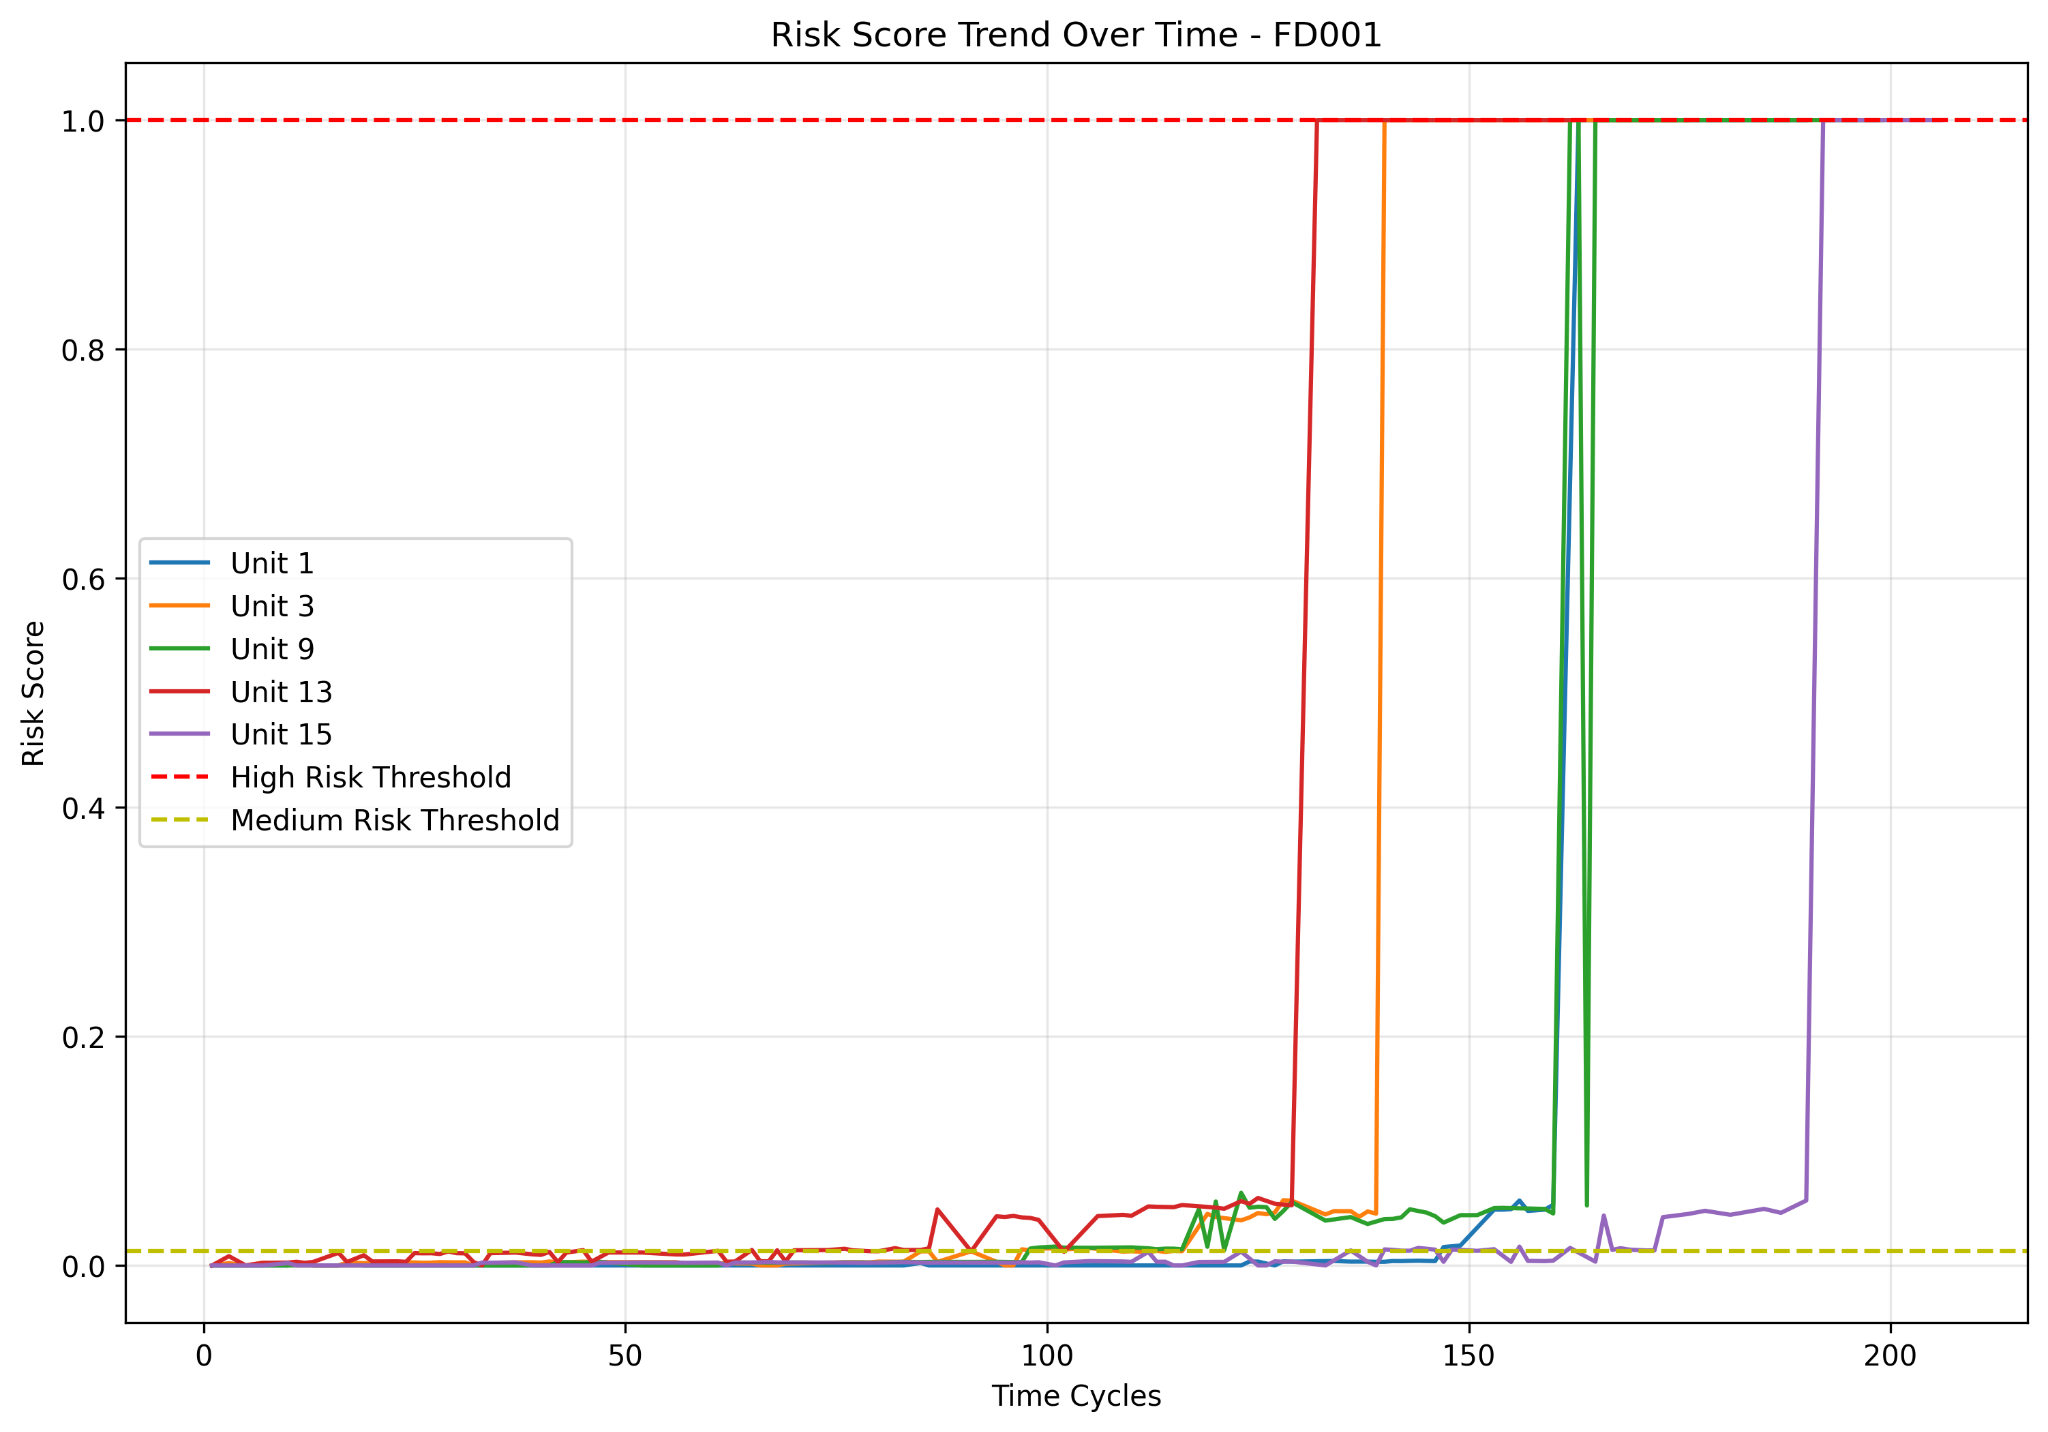 Risk Score Trend Over Time - FD001
1.0
0.8
0.6
0.4
0.2
0.0
Risk Score
Unit 1
Unit 3
Unit 9
Unit 13
Unit 15
High Risk Threshold
Medium Risk Threshold
0 50 100 150 200
Time Cycles